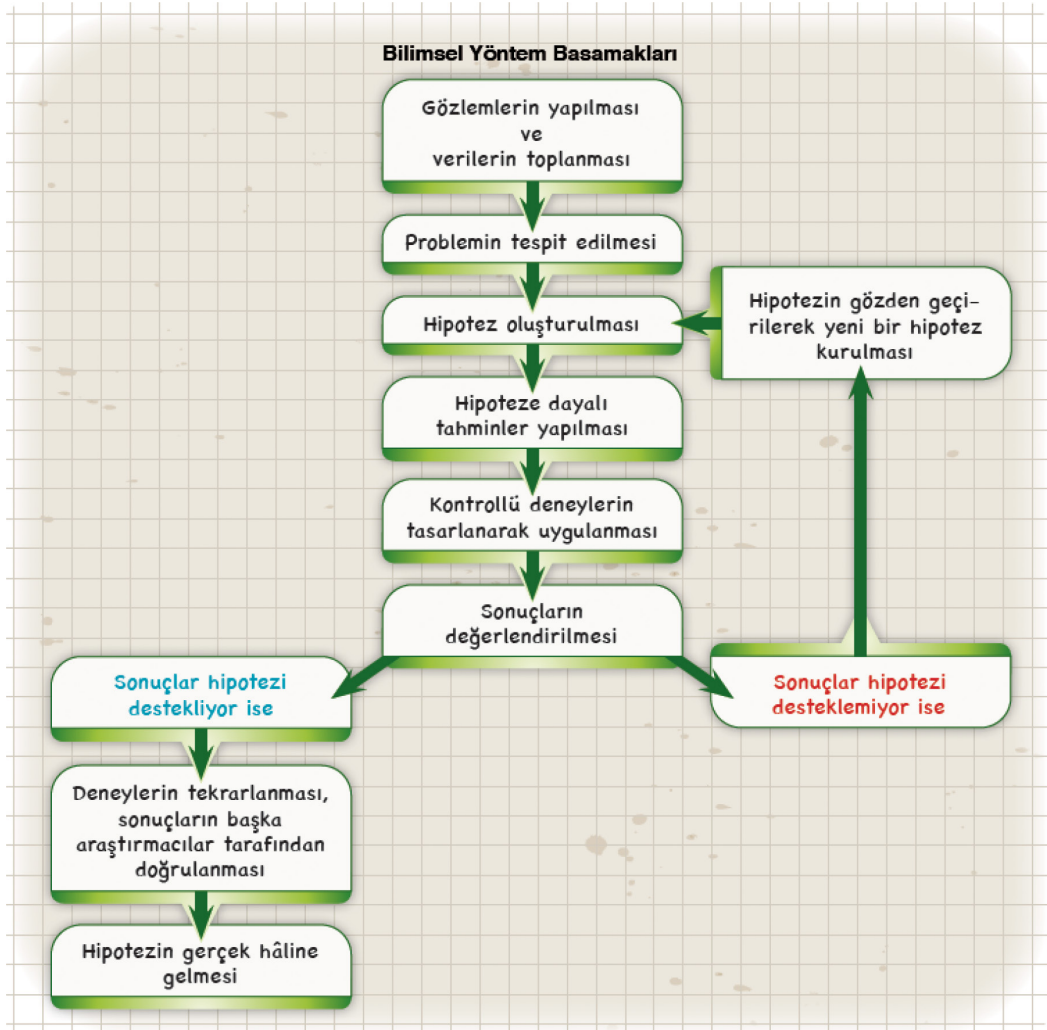 Bilimsel Yöntem Basamakları
Gözlemlerin yapılması
ve
verilerin toplanması
Problemin tespit edilmesi
Hipotez oluşturulması
Hipotezin gözden geçi-
rilerek yeni bir hipotez
kurulması
Hipoteze dayalı
tahminler yapılması
Kontrollü deneylerin
tasarlanarak uygulanması
Sonuçların
değerlendirilmesi
Sonuçlar hipotezi
destekliyor ise
Sonuçlar hipotezi
desteklemiyor ise
Deneylerin tekrarlanması,
sonuçların başka
araştırmacılar tarafından
doğrulanması
Hipotezin gerçek hâline
gelmesi